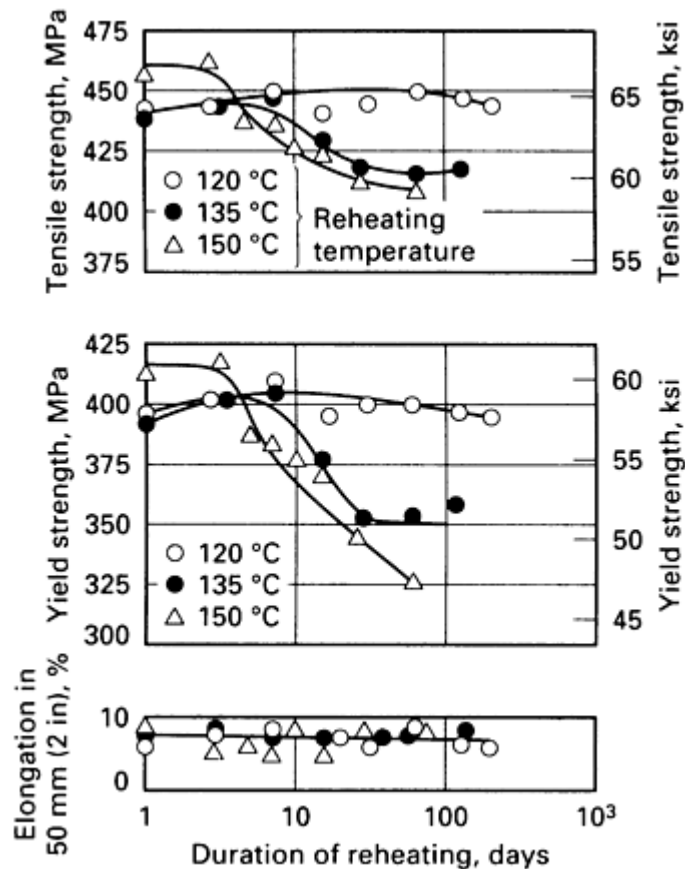 Tensile strength, MPa
475
450
425
400
375
65
60
55
Tensile strength, ksi
120 °C
135 °C
150 °C
Reheating
temperature
Yield strength, MPa
425
400
375
350
325
300
60
55
50
45
Yield strength, ksi
120 °C
135 °C
150 °C
Elongation in
50 mm (2 in), %
10
0
1
10
100
10³
Duration of reheating, days